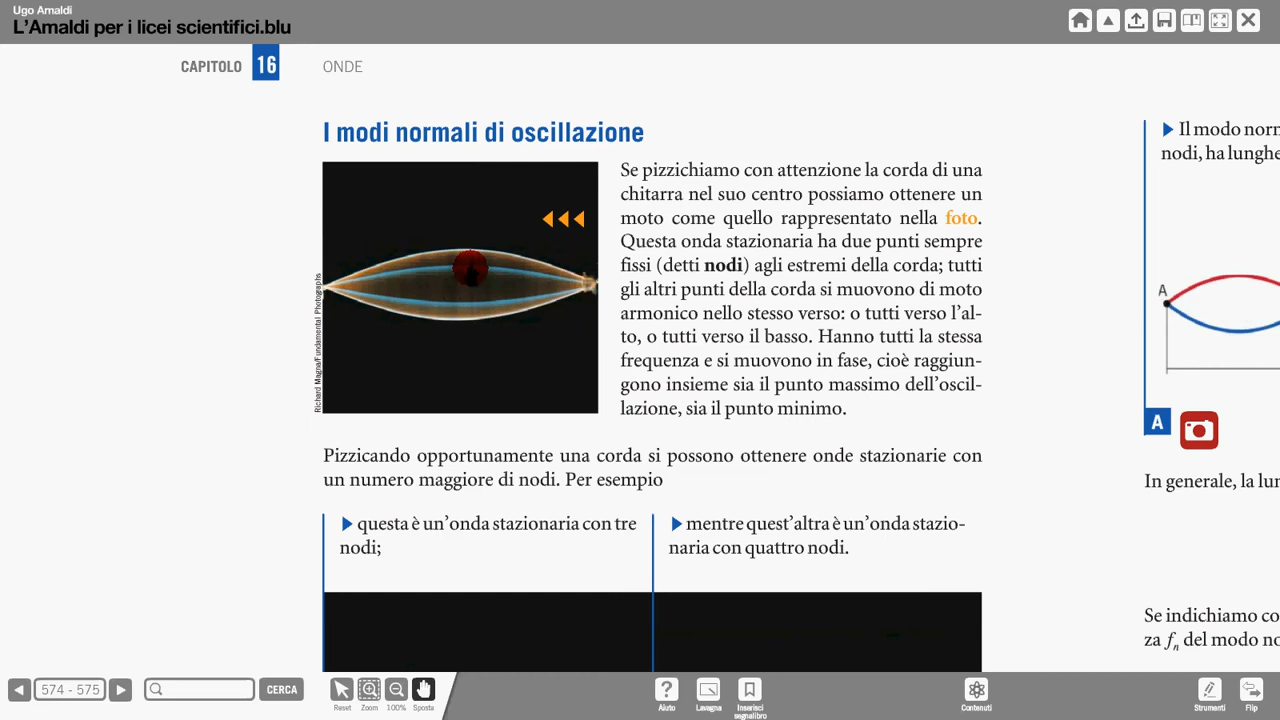 Ugo Amaldi
L'Amaldi per i licei scientifici.blu
CAPITOLO 16 ONDE
I modi normali di oscillazione
Se pizzichiamo con attenzione la corda di una
chitarra nel suo centro possiamo ottenere un
moto come quello rappresentato nella foto.
Questa onda stazionaria ha due punti sempre
fissi (detti nodi) agli estremi della corda; tutti
gli altri punti della corda si muovono di moto
armonico nello stesso verso: o tutti verso l'al-
to, o tutti verso il basso. Hanno tutti la stessa
frequenza e si muovono in fase, cioè raggiun-
gono insieme sia il punto massimo dell'oscil-
lazione, sia il punto minimo.
Richard Magna/Fundamental Photographs
Pizzicando opportunamente una corda si possono ottenere onde stazionarie con
un numero maggiore di nodi. Per esempio
questa è un'onda stazionaria con tre
nodi;
mentre quest'altra è un'onda stazio-
naria con quattro nodi.
Il modo norm
nodi, ha lunghe
A
A
In generale, la lun
Se indichiamo co
za fn del modo no
574 - 575
CERCA
Reset
Zoom
100%
Sposta
Aiuto
Lavagna
Inserisci
segnalibro
Contenuti
Strumenti
Flip